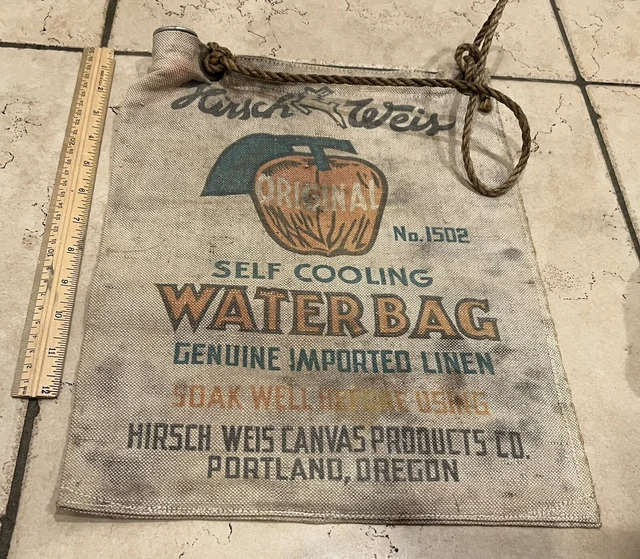 Hirsch Weis
ORIGINAL
No. 1502
SELF COOLING
WATER BAG
GENUINE IMPORTED LINEN
SOAK WELL BEFORE USING
HIRSCH WEIS CANVAS PRODUCTS CO.
PORTLAND, OREGON